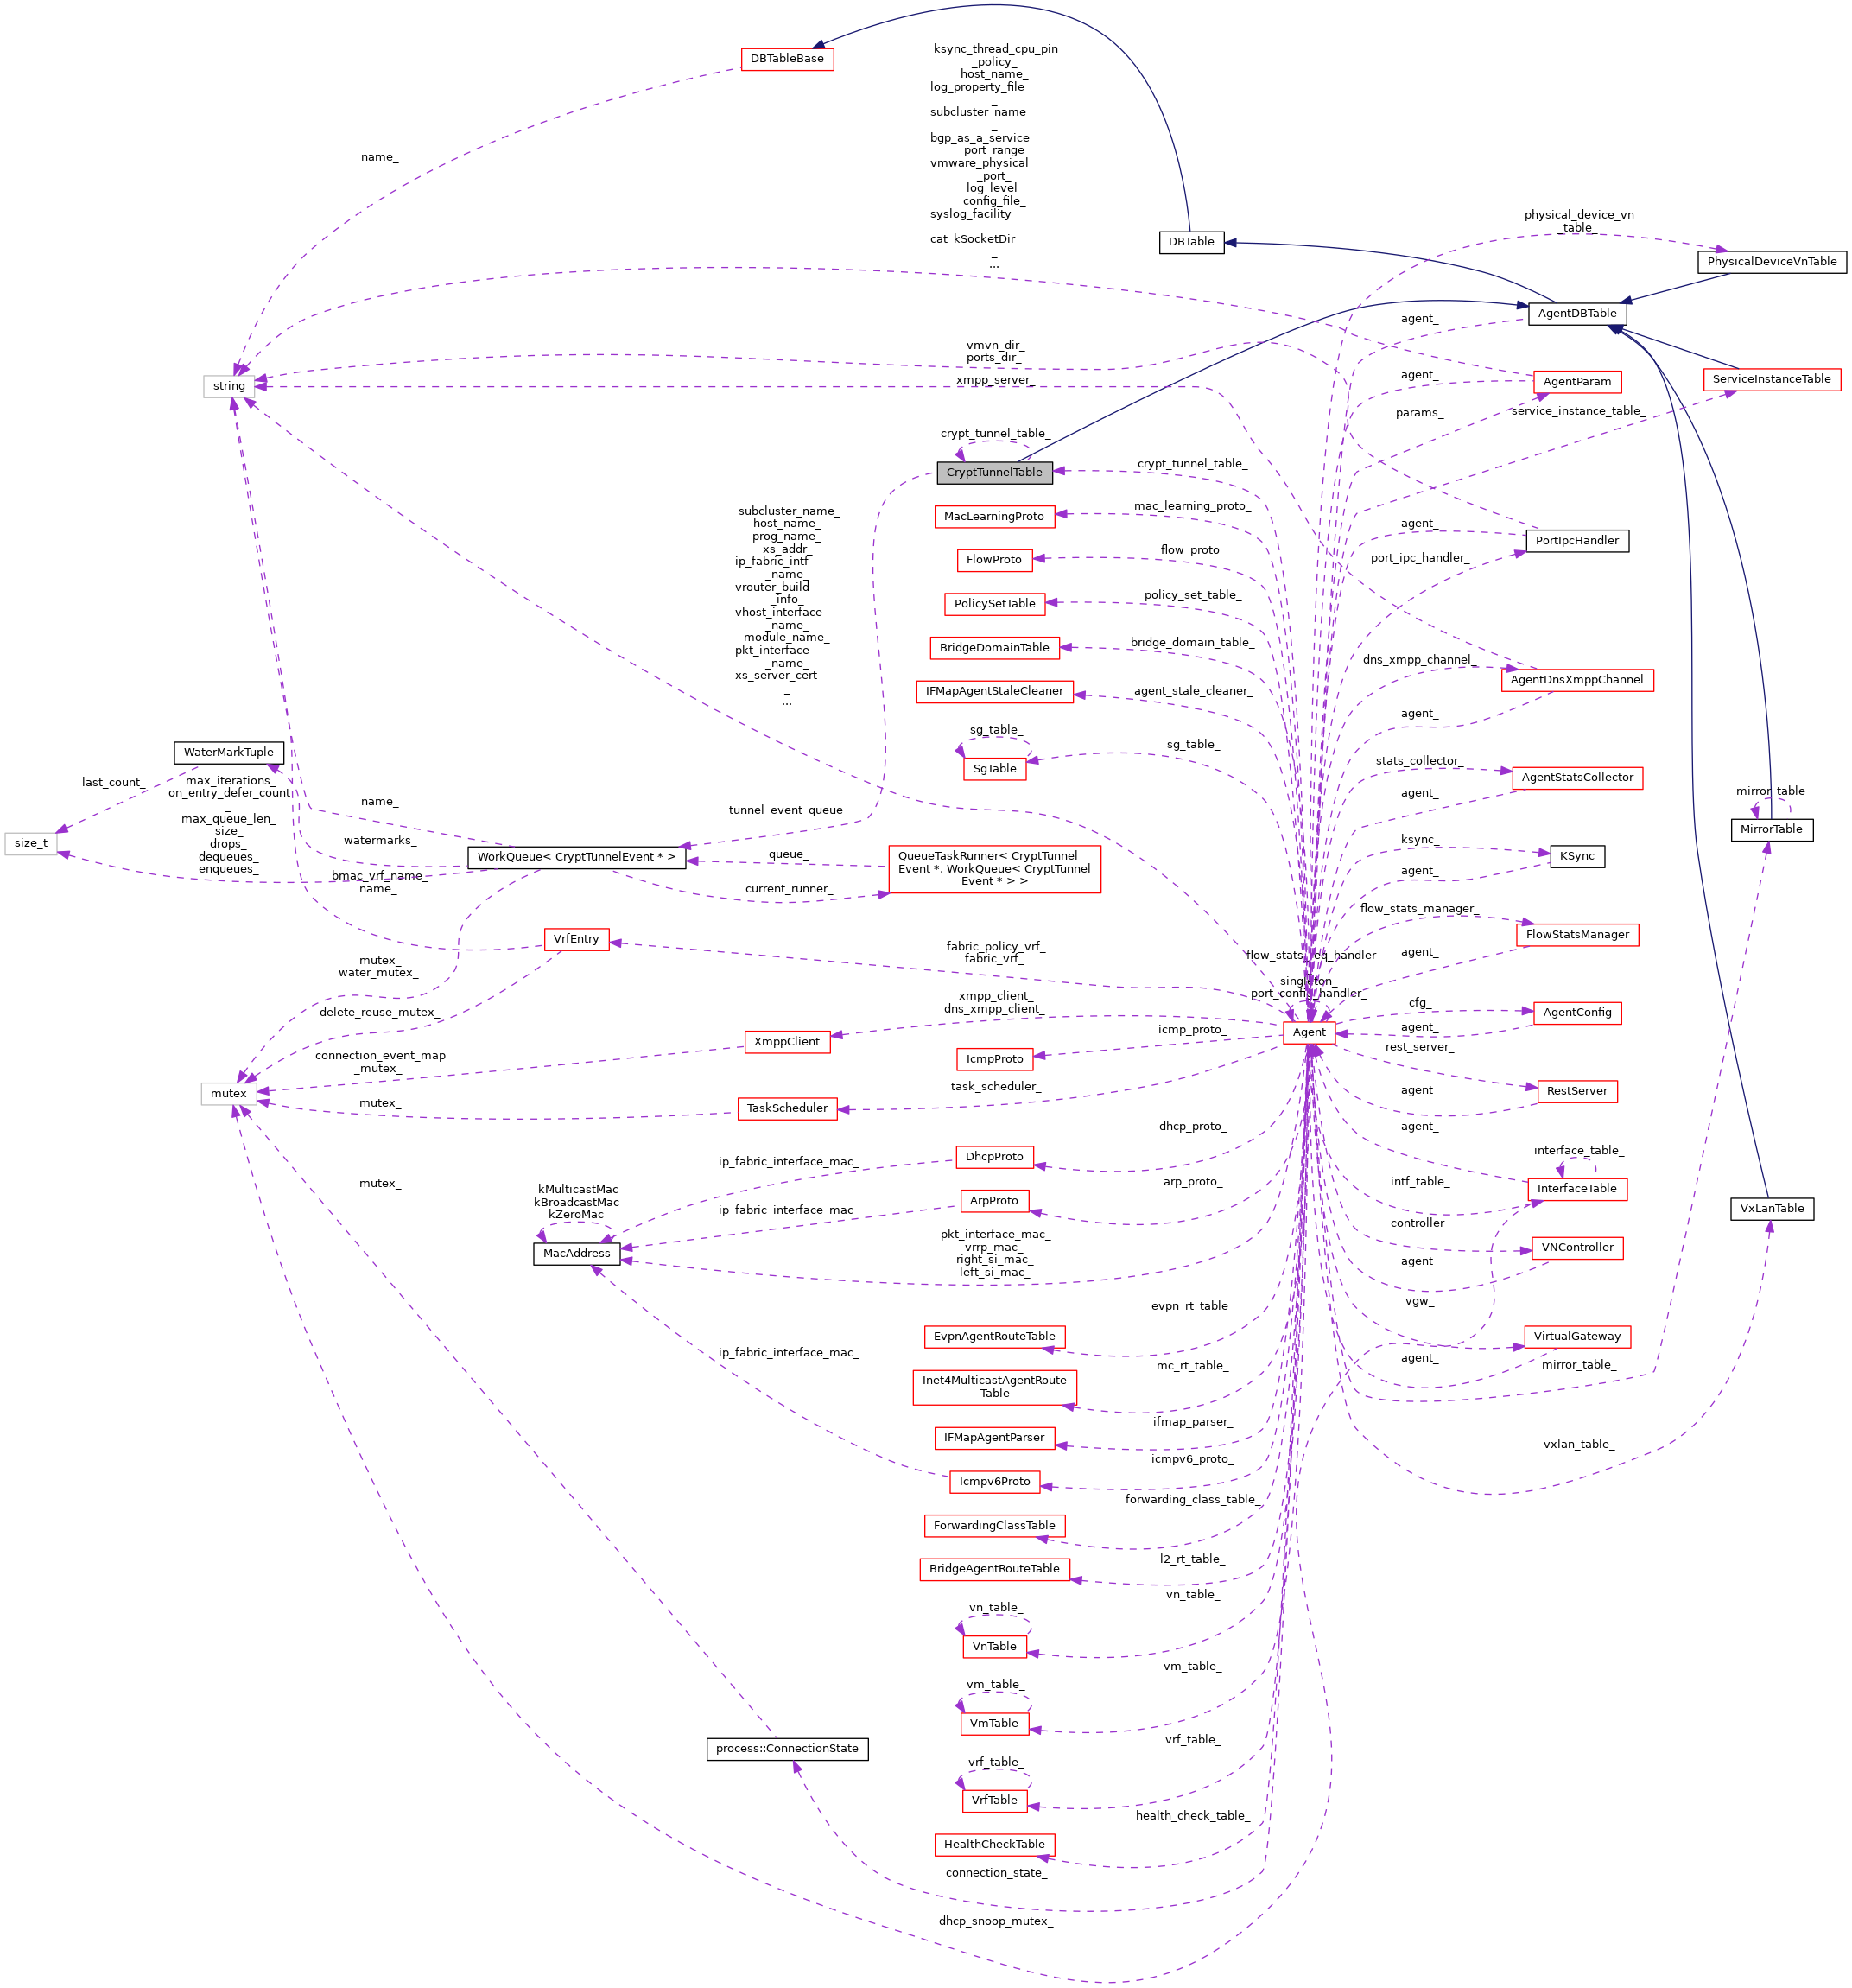 DBTableBase
ksync_thread_cpu_pin
_policy_
host_name_
log_property_file
_
subcluster_name
_
bgp_as_a_service
_port_range_
vmware_physical
_port_
log_level_
config_file_
syslog_facility
_
cat_kSocketDir
_
...
name_
physical_device_vn
_table_
DBTable
PhysicalDeviceVnTable
AgentDBTable
agent_
vmvn_dir_
ports_dir_
string
xmpp_server_
agent_
AgentParam
ServiceInstanceTable
params_
service_instance_table_
crypt_tunnel_table_
CryptTunnelTable
crypt_tunnel_table_
mac_learning_proto_
MacLearningProto
subcluster_name_
host_name_
prog_name_
xs_addr_
ip_fabric_intf
_name_
vrouter_build
_info_
vhost_interface
_name_
module_name_
pkt_interface
_name_
xs_server_cert
_
...
agent_
PortIpcHandler
flow_proto_
FlowProto
port_ipc_handler_
policy_set_table_
PolicySetTable
bridge_domain_table_
BridgeDomainTable
dns_xmpp_channel_
AgentDnsXmppChannel
agent_stale_cleaner_
IFMapAgentStaleCleaner
agent_
sg_table_
sg_table_
SgTable
WaterMarkTuple
stats_collector_
AgentStatsCollector
last_count_
max_iterations_
on_entry_defer_count
_
max_queue_len_
size_
drops_
dequeues_
enqueues_
agent_
mirror_table_
MirrorTable
name_
tunnel_event_queue_
size_t
watermarks_
WorkQueue< CryptTunnelEvent * >
queue_
QueueTaskRunner< CryptTunnel
Event *, WorkQueue< CryptTunnel
Event * > >
ksync_
KSync
agent_
bmac_vrf_name_
name_
current_runner_
flow_stats_manager_
FlowStatsManager
VrfEntry
fabric_policy_vrf_
fabric_vrf_
agent_
mutex_
water_mutex_
singleton_
port_config_handler_
xmpp_client_
dns_xmpp_client_
cfg_
AgentConfig
delete_reuse_mutex_
agent_
Agent
icmp_proto_
XmppClient
IcmpProto
rest_server_
connection_event_map
_mutex_
task_scheduler_
RestServer
agent_
mutex
mutex_
TaskScheduler
dhcp_proto_
agent_
DhcpProto
ip_fabric_interface_mac_
interface_table_
InterfaceTable
mutex_
arp_proto_
intf_table_
kMulticastMac
kBroadcastMac
kZeroMac
ArpProto
ip_fabric_interface_mac_
VxLanTable
controller_
MacAddress
pkt_interface_mac_
vrrp_mac_
right_si_mac_
left_si_mac_
VNController
agent_
evpn_rt_table_
vgw_
EvpnAgentRouteTable
VirtualGateway
ip_fabric_interface_mac_
agent_
mirror_table_
mc_rt_table_
Inet4MulticastAgentRoute
Table
ifmap_parser_
IFMapAgentParser
vxlan_table_
icmpv6_proto_
Icmpv6Proto
forwarding_class_table_
ForwardingClassTable
l2_rt_table_
BridgeAgentRouteTable
vn_table_
vn_table_
VnTable
vm_table_
vm_table_
VmTable
process::ConnectionState
vrf_table_
vrf_table_
VrfTable
health_check_table_
HealthCheckTable
connection_state_
dhcp_snoop_mutex_